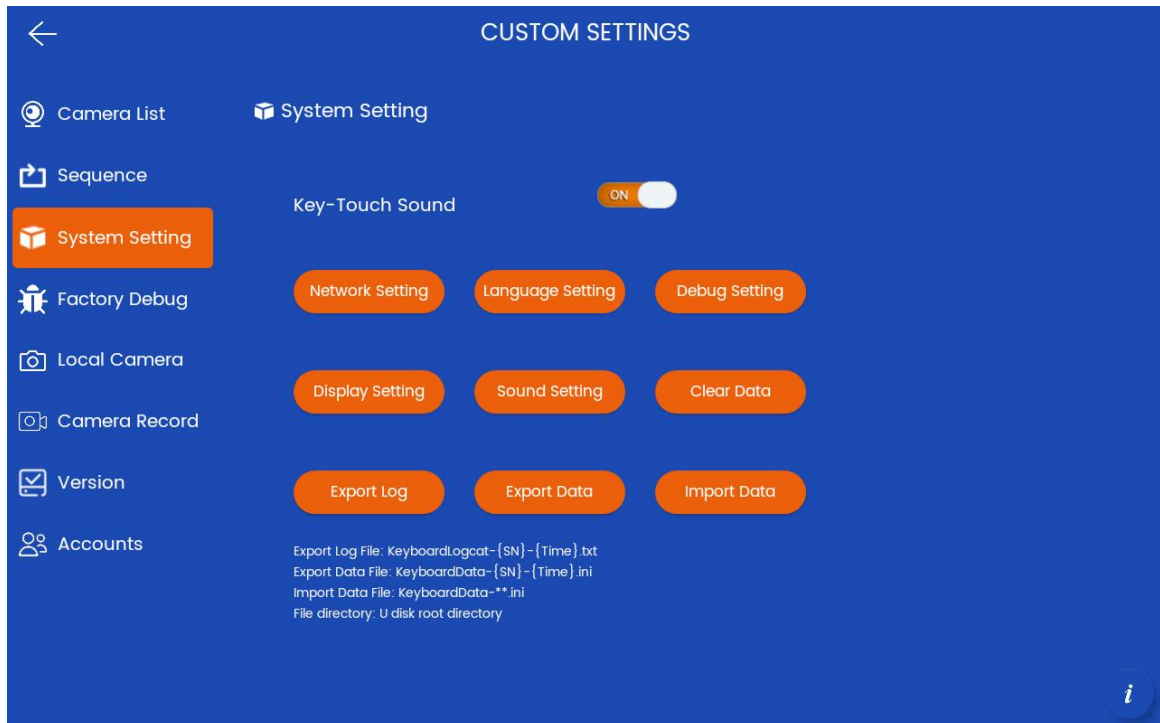 CUSTOM SETTINGS
Camera List
Sequence
System Setting
Factory Debug
Local Camera
Camera Record
Version
Accounts
System Setting
Key-Touch Sound
ON
Network Setting
Language Setting
Debug Setting
Display Setting
Sound Setting
Clear Data
Export Log
Export Data
Import Data
Export Log File: KeyboardLogcat-{SN}-{Time}.txt
Export Data File: KeyboardData-{SN}-{Time}.ini
Import Data File: KeyboardData-**.ini
File directory: U disk root directory
i